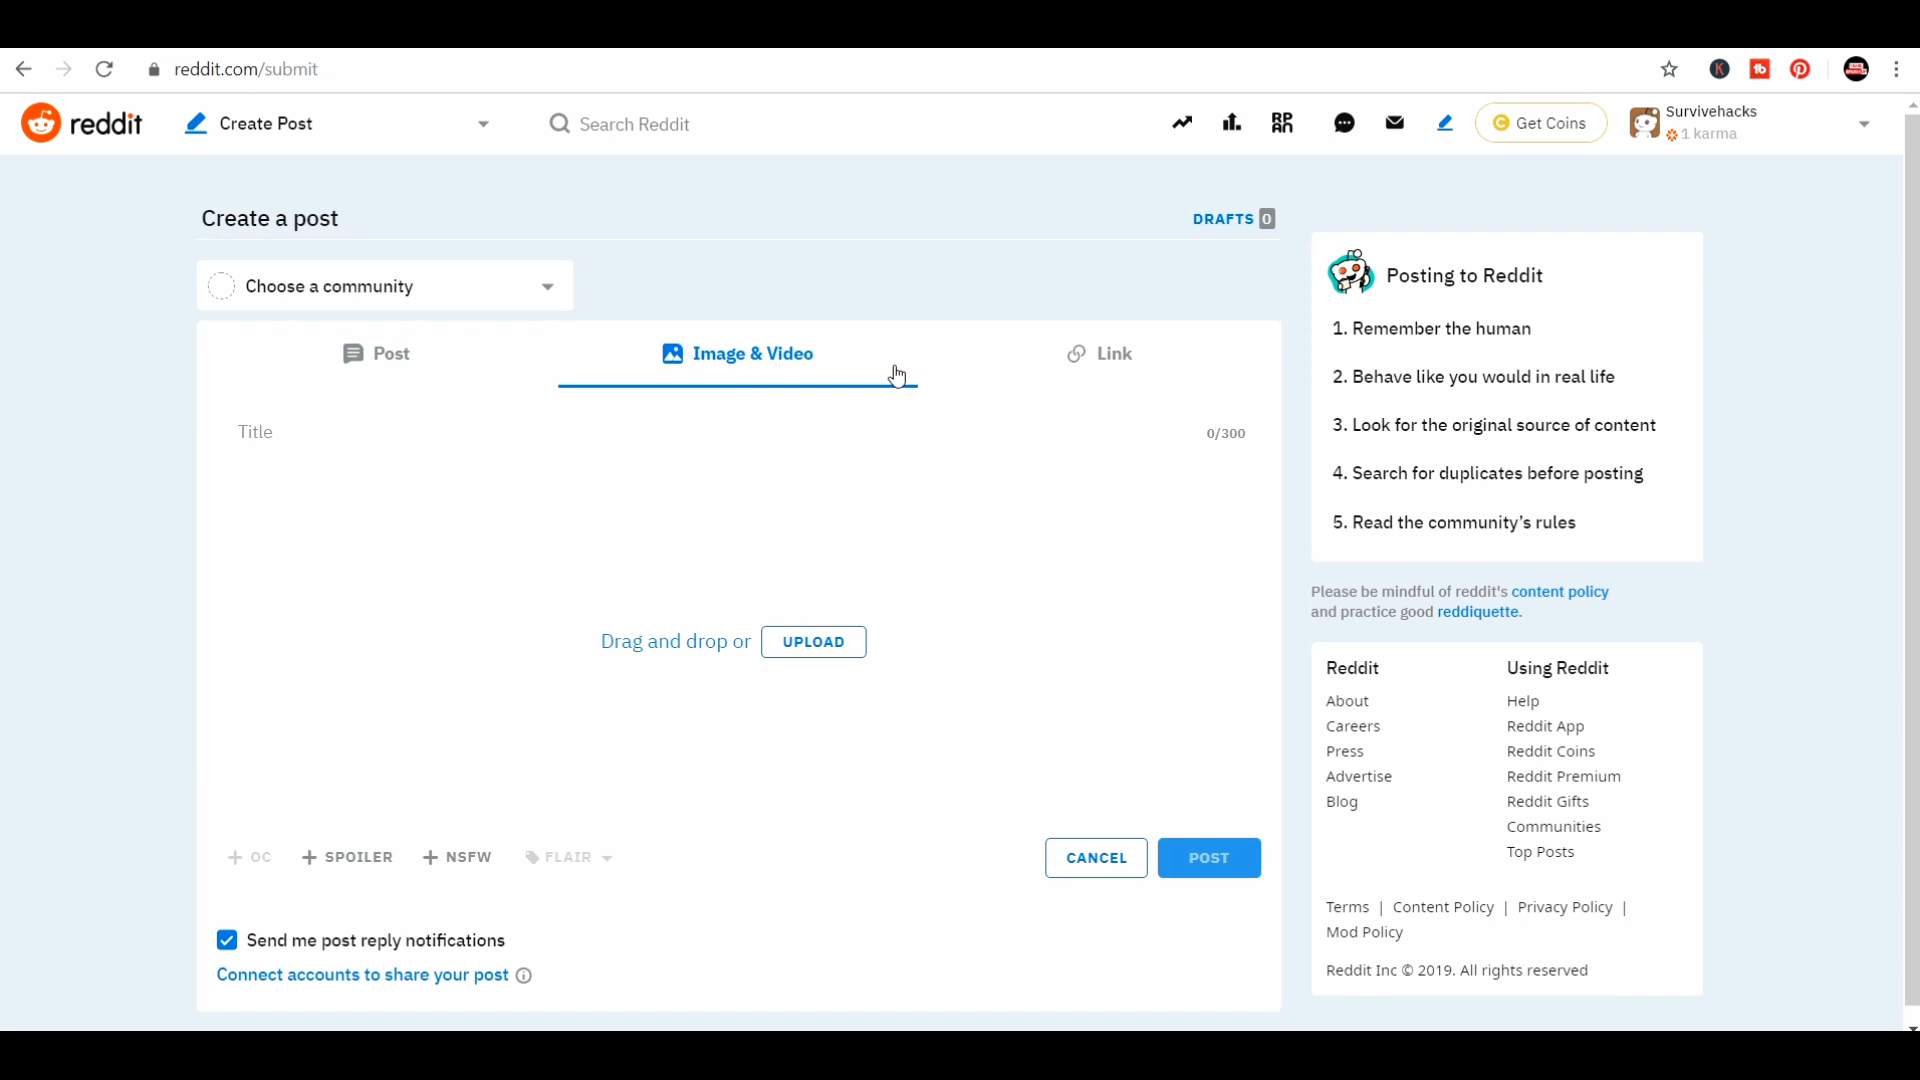 reddit.com/submit
reddit
Create Post
Search Reddit
Get Coins
Survivehacks
1 karma
Create a post
DRAFTS 0
Choose a community
Post
Image & Video
Link
Title
0/300
Drag and drop or UPLOAD
+ OC
+ SPOILER
+ NSFW
FLAIR
CANCEL
POST
Send me post reply notifications
Connect accounts to share your post
Posting to Reddit
1. Remember the human
2. Behave like you would in real life
3. Look for the original source of content
4. Search for duplicates before posting
5. Read the community's rules
Please be mindful of reddit's content policy
and practice good reddiquette.
Reddit
About
Careers
Press
Advertise
Blog
Using Reddit
Help
Reddit App
Reddit Coins
Reddit Premium
Reddit Gifts
Communities
Top Posts
Terms | Content Policy | Privacy Policy |
Mod Policy
Reddit Inc © 2019. All rights reserved